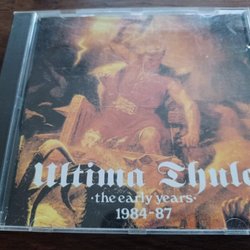 Ultima Thule
·the early years·
1984-87